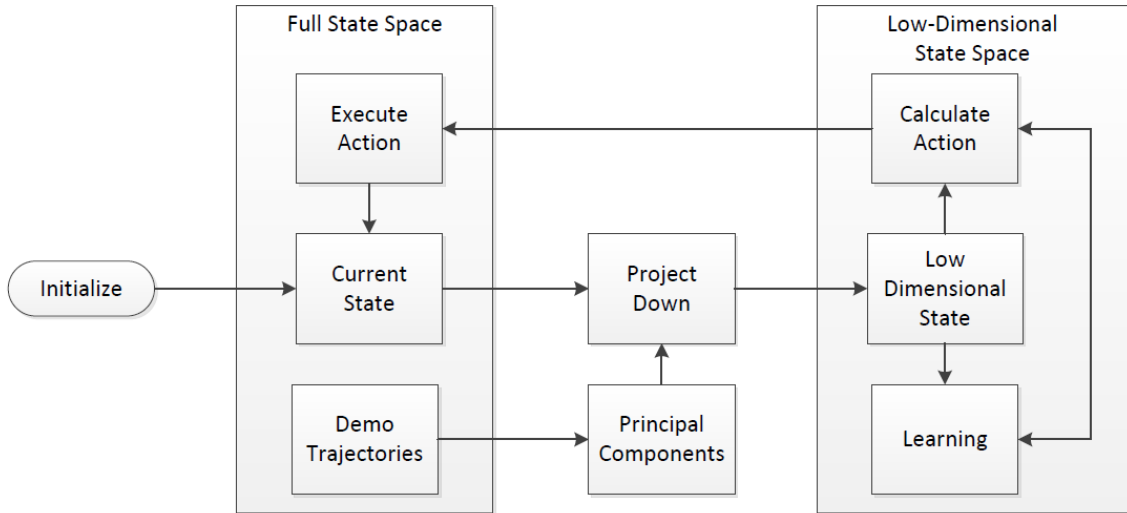 Full State Space
Low-Dimensional
State Space
Execute
Action
Calculate
Action
Initialize
Current
State
Project
Down
Low
Dimensional
State
Demo
Trajectories
Principal
Components
Learning